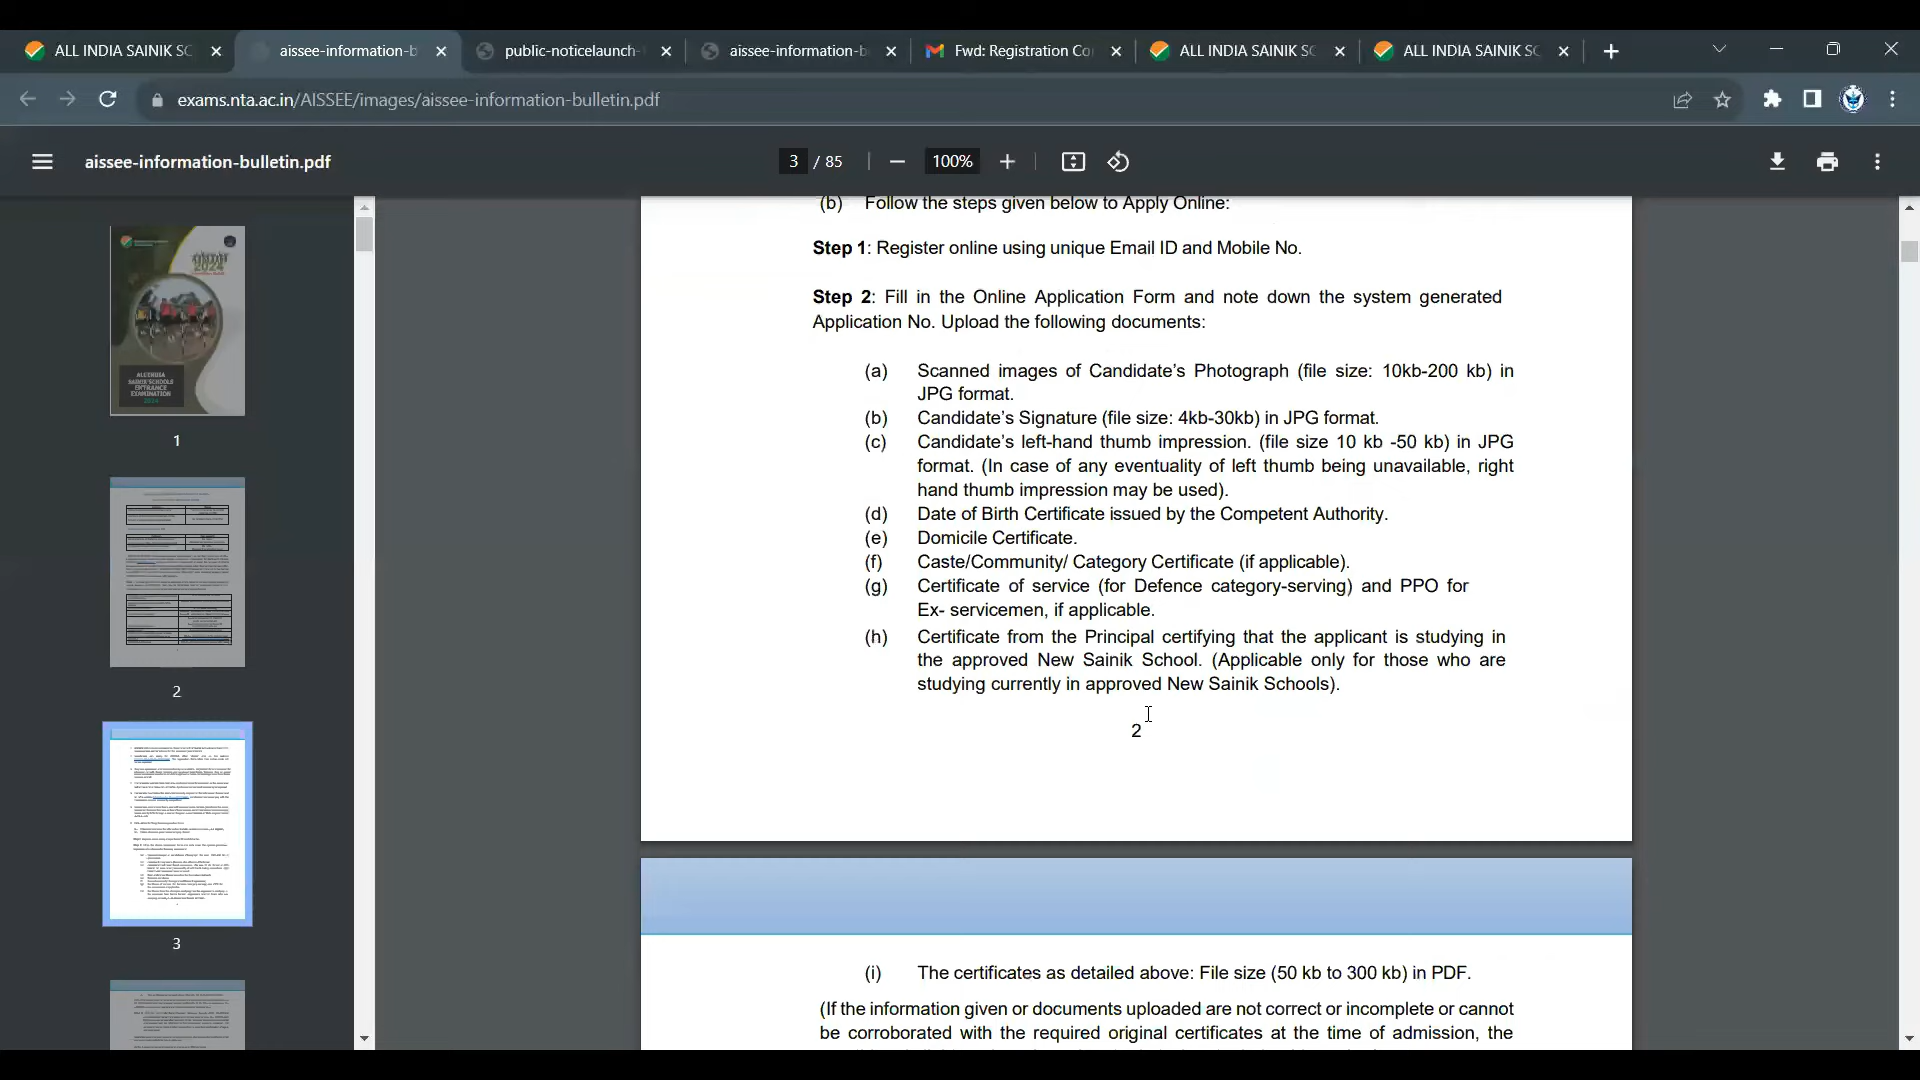 ALL INDIA SAINIK SC
aissee-information-b
public-noticelaunch-
aissee-information-b
Fwd: Registration Co
ALL INDIA SAINIK SC
ALL INDIA SAINIK SC
exams.nta.ac.in/AISSEE/images/aissee-information-bulletin.pdf
aissee-information-bulletin.pdf
3 / 85
100%
2024
ALL INDIA
SAINIK SCHOOLS
ENTRANCE
EXAMINATION
2024
1
2
3
(b) Follow the steps given below to Apply Online:
Step 1: Register online using unique Email ID and Mobile No.
Step 2: Fill in the Online Application Form and note down the system generated
Application No. Upload the following documents:
(a) Scanned images of Candidate’s Photograph (file size: 10kb-200 kb) in
JPG format.
(b) Candidate’s Signature (file size: 4kb-30kb) in JPG format.
(c) Candidate’s left-hand thumb impression. (file size 10 kb -50 kb) in JPG
format. (In case of any eventuality of left thumb being unavailable, right
hand thumb impression may be used).
(d) Date of Birth Certificate issued by the Competent Authority.
(e) Domicile Certificate.
(f) Caste/Community/ Category Certificate (if applicable).
(g) Certificate of service (for Defence category-serving) and PPO for
Ex- servicemen, if applicable.
(h) Certificate from the Principal certifying that the applicant is studying in
the approved New Sainik School. (Applicable only for those who are
studying currently in approved New Sainik Schools).
2
(i) The certificates as detailed above: File size (50 kb to 300 kb) in PDF.
(If the information given or documents uploaded are not correct or incomplete or cannot
be corroborated with the required original certificates at the time of admission, the